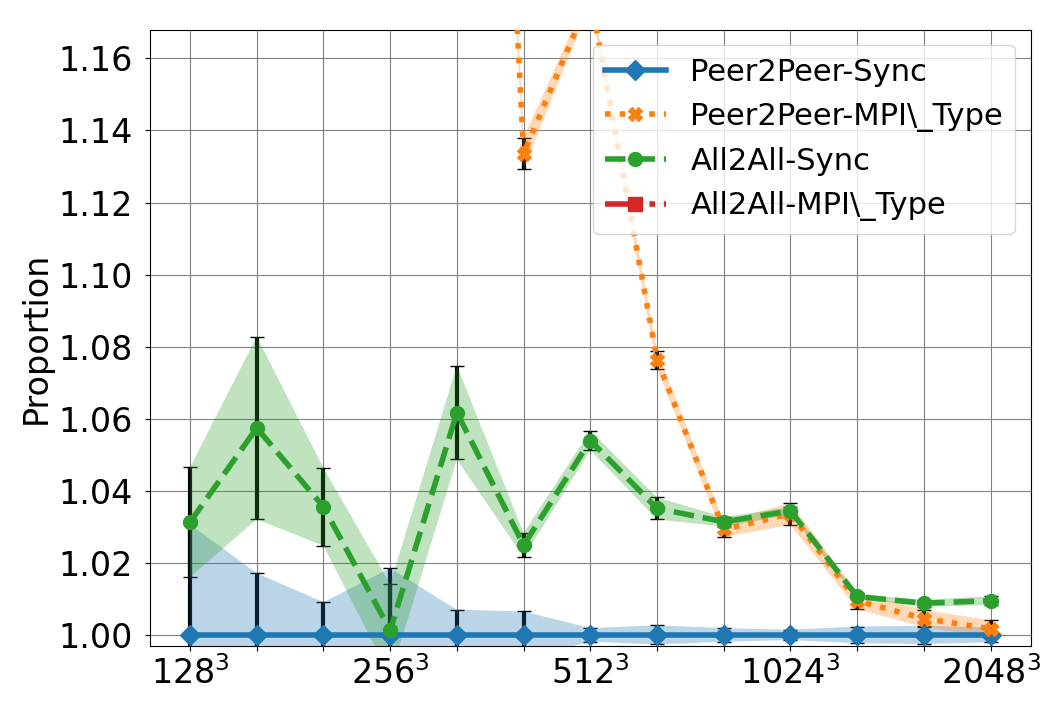 1.16
1.14
1.12
1.10
1.08
1.06
1.04
1.02
1.00
Proportion
Peer2Peer-Sync
Peer2Peer-MPI\_Type
All2All-Sync
All2All-MPI\_Type
128³
256³
512³
1024³
2048³